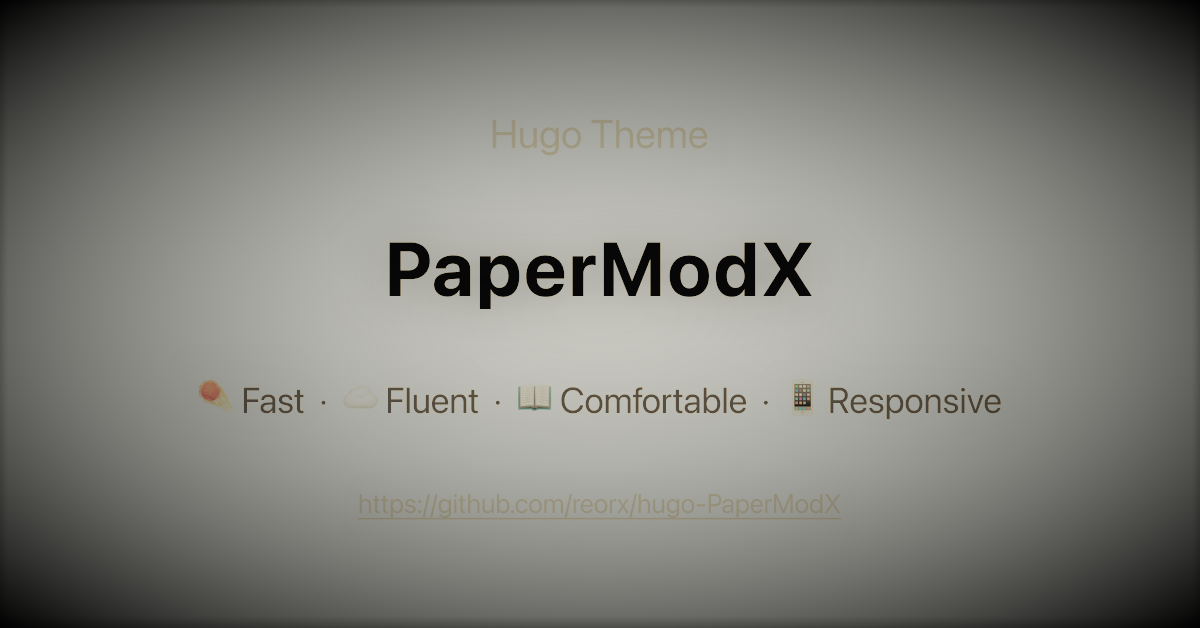 Hugo Theme
PaperModX
☄️ Fast · ☁️ Fluent · 📖 Comfortable · 📱 Responsive
https://github.com/reorx/hugo-PaperModX